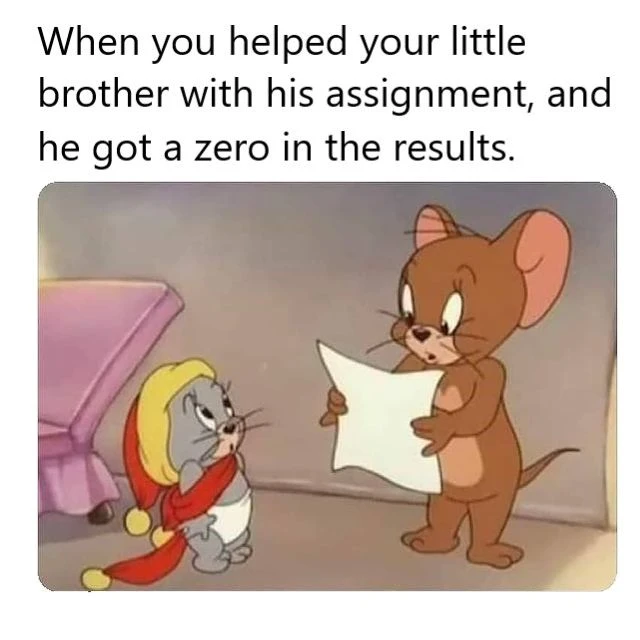 When you helped your little
brother with his assignment, and
he got a zero in the results.